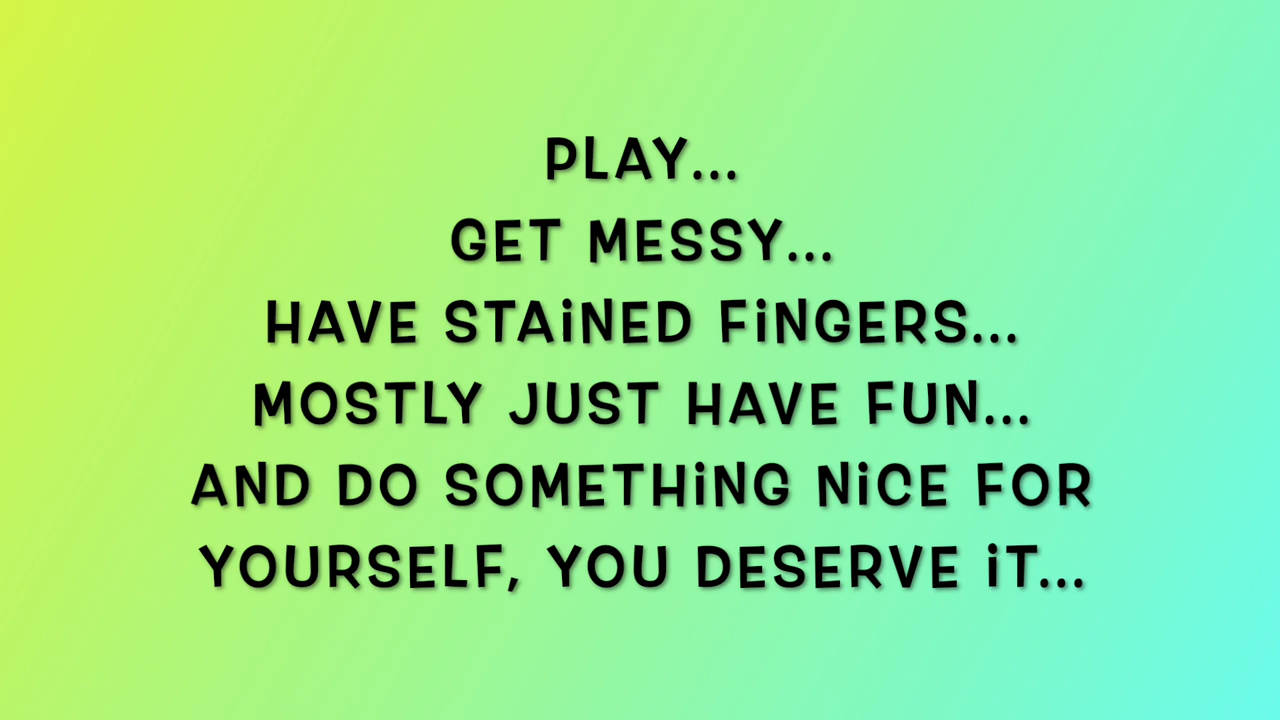 PLAY...
GET MESSY...
HAVE STAiNED FiNGERS...
MOSTLY JUST HAVE FUN...
AND DO SOMETHiNG NiCE FOR
YOURSELF, YOU DESERVE iT...